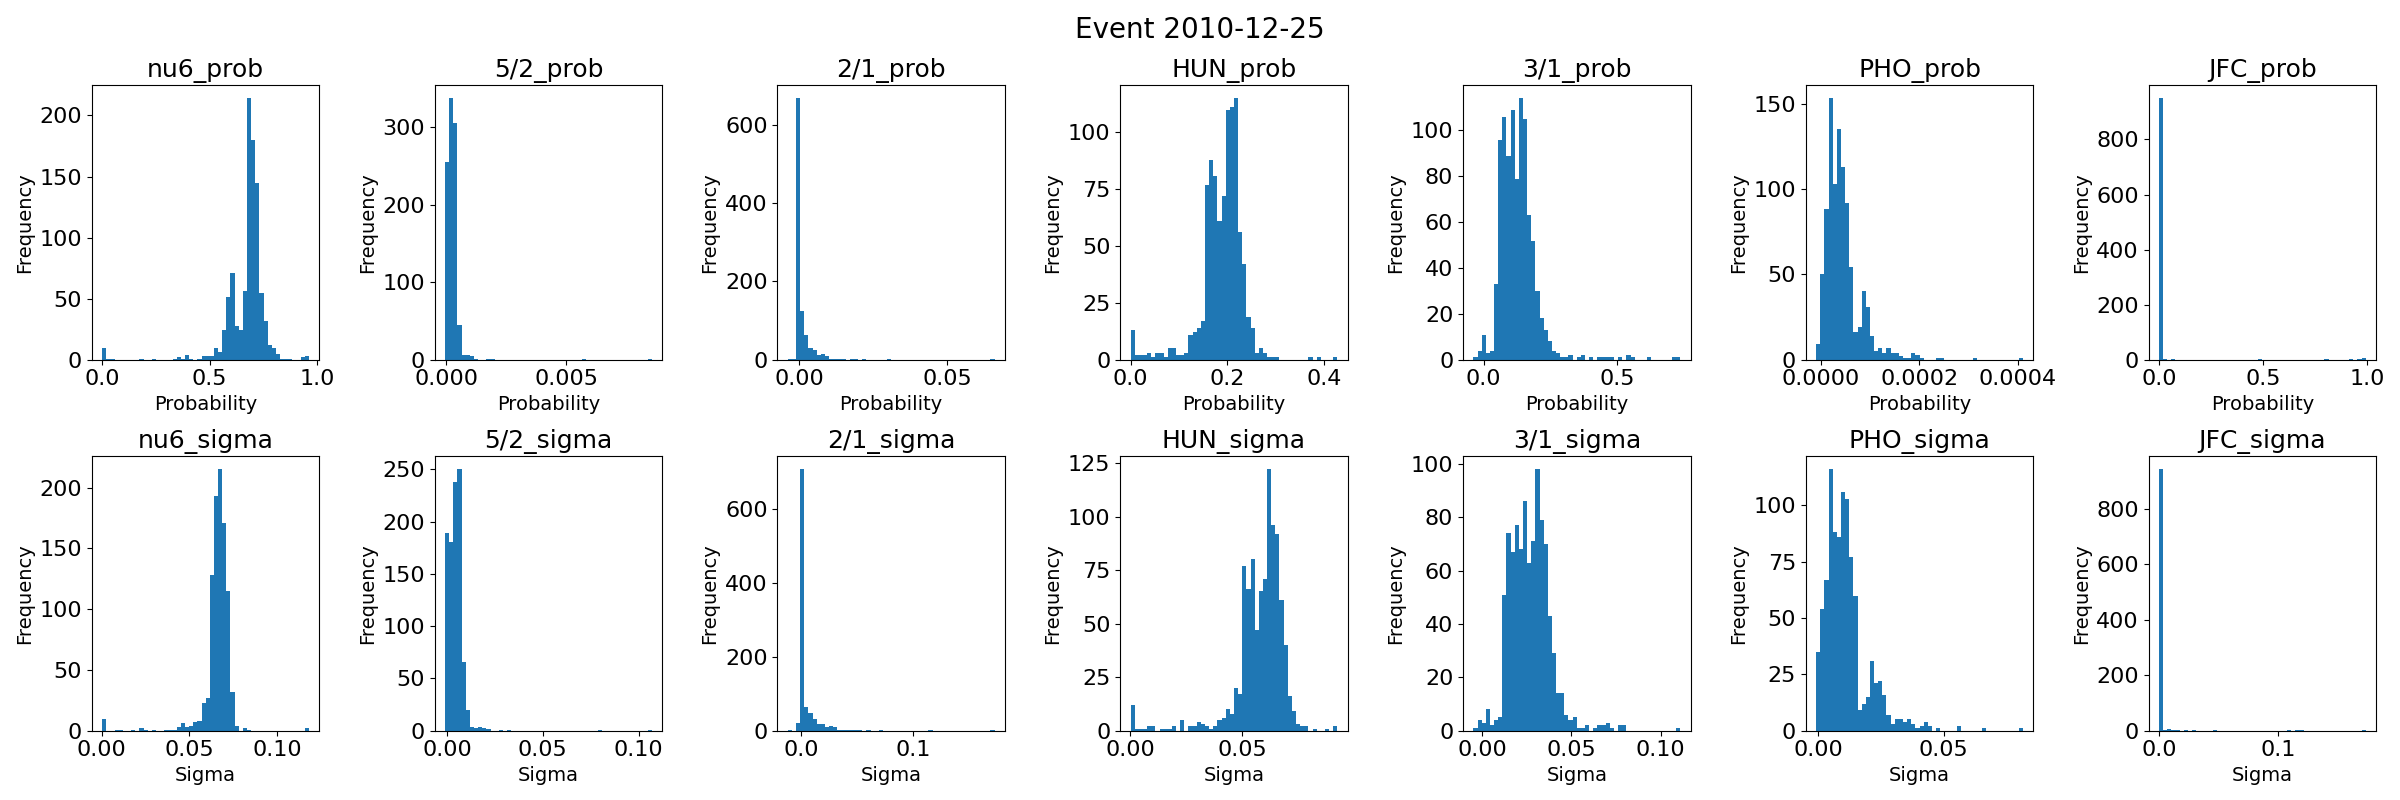 Event 2010-12-25
nu6_prob 5/2_prob 2/1_prob HUN_prob 3/1_prob PHO_prob JFC_prob
Frequency Frequency Frequency Frequency Frequency Frequency Frequency
200 150 100 50 0
300 200 100 0
600 400 200 0
100 75 50 25 0
100 80 60 40 20 0
150 100 50 0
800 600 400 200 0
0.0 0.5 1.0 0.000 0.005 0.00 0.05 0.0 0.2 0.4 0.0 0.5 0.0000 0.0002 0.0004 0.0 0.5 1.0
Probability Probability Probability Probability Probability Probability Probability
nu6_sigma 5/2_sigma 2/1_sigma HUN_sigma 3/1_sigma PHO_sigma JFC_sigma
Frequency Frequency Frequency Frequency Frequency Frequency Frequency
200 150 100 50 0
250 200 150 100 50 0
600 400 200 0
125 100 75 50 25 0
100 80 60 40 20 0
100 75 50 25 0
800 600 400 200 0
0.00 0.05 0.10 0.00 0.05 0.10 0.0 0.1 0.00 0.05 0.00 0.05 0.10 0.00 0.05 0.0 0.1
Sigma Sigma Sigma Sigma Sigma Sigma Sigma